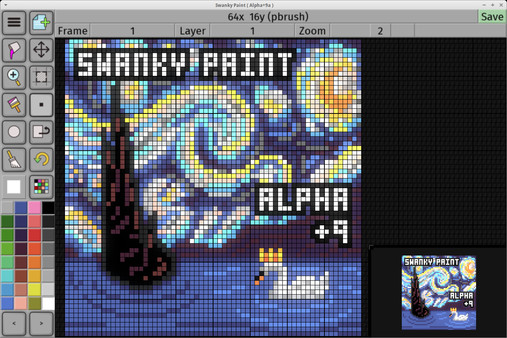 Swanky Paint [ Alpha+9a ]
64x 16y (pbrush)
Save
Frame 1 Layer 1 Zoom 2
SWANKY PAINT
ALPHA
+9
SWANKY PAINT
ALPHA
+9